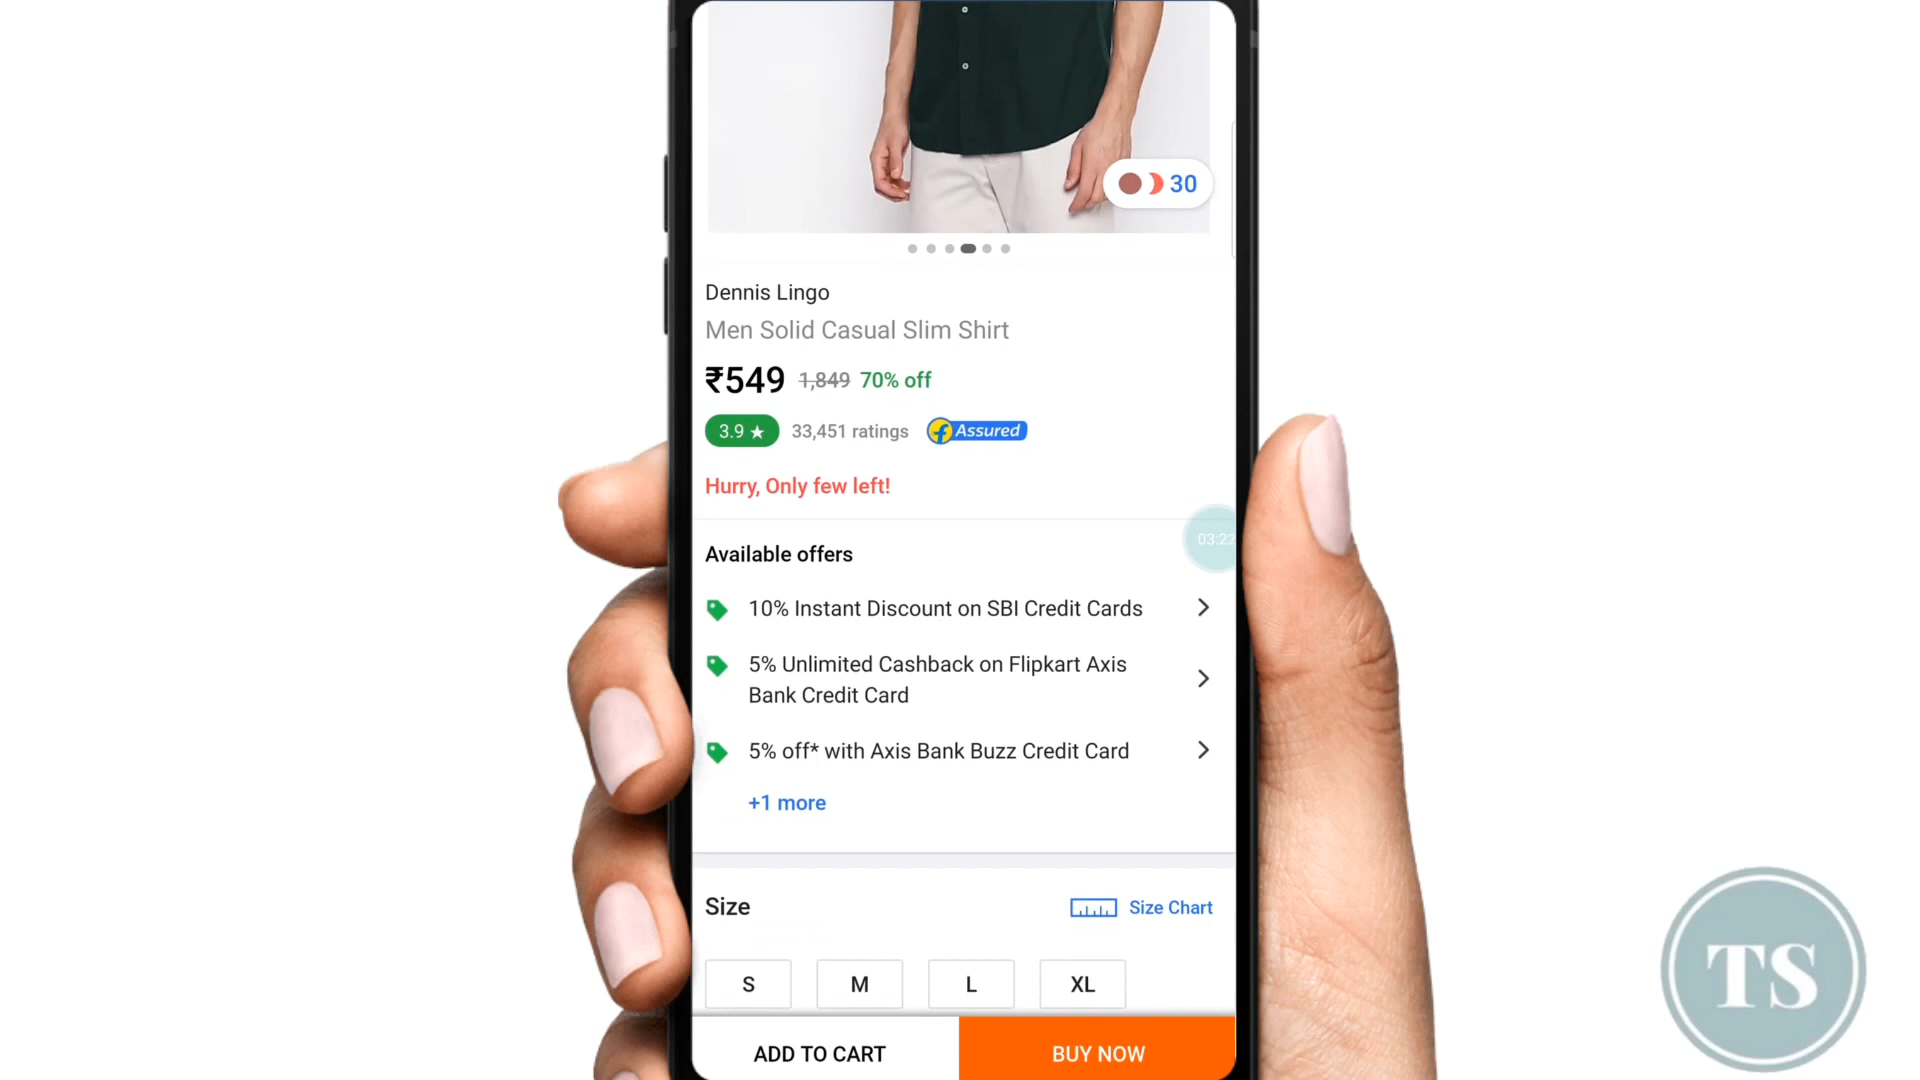 30
Dennis Lingo
Men Solid Casual Slim Shirt
₹549 1,849 70% off
3.9 ★ 33,451 ratings f Assured
Hurry, Only few left!
03:22
Available offers
10% Instant Discount on SBI Credit Cards
5% Unlimited Cashback on Flipkart Axis
Bank Credit Card
5% off* with Axis Bank Buzz Credit Card
+1 more
Size Size Chart
S M L XL
ADD TO CART BUY NOW
TS